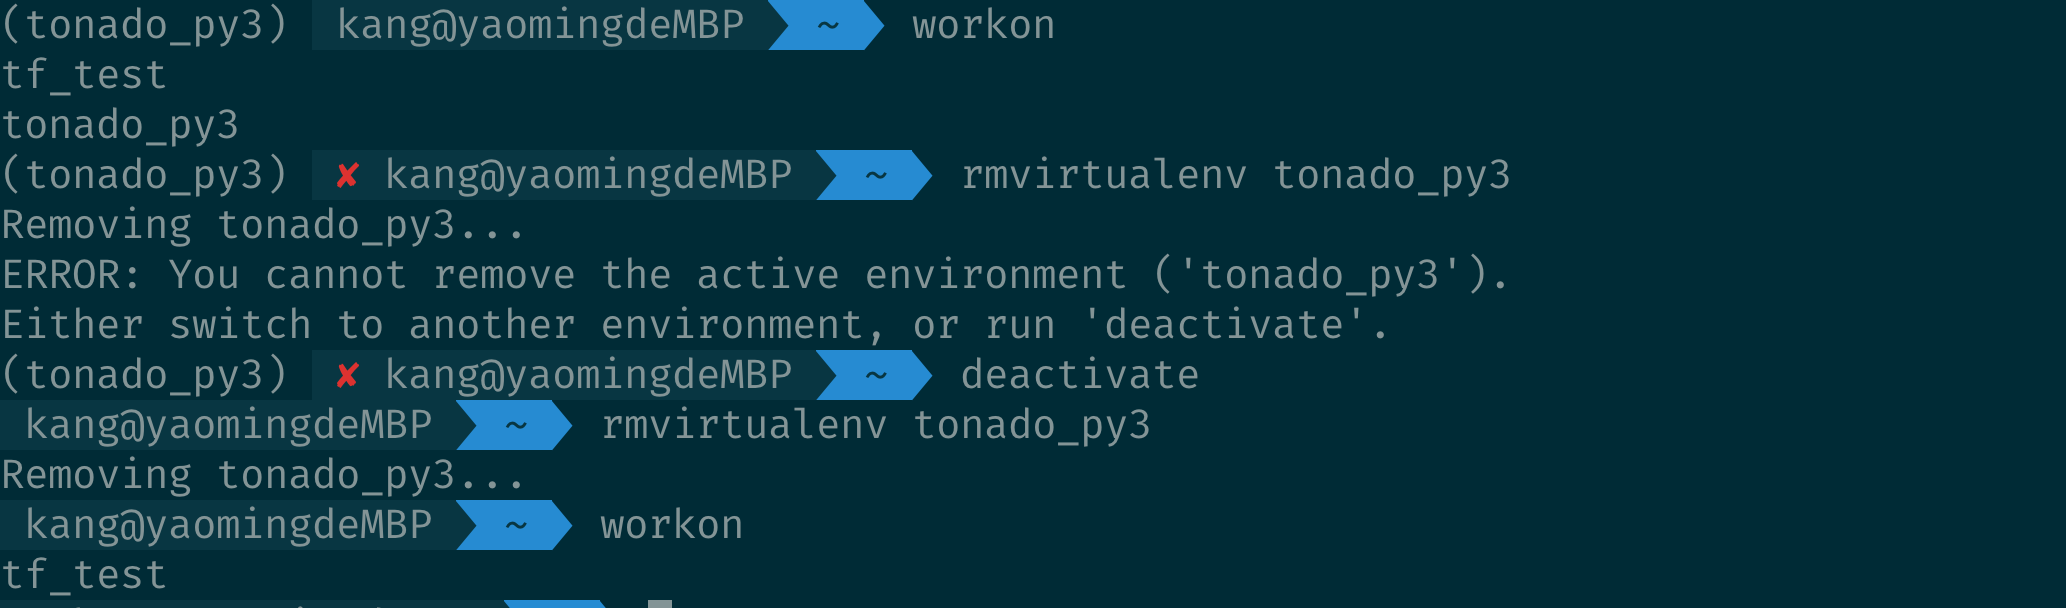 (tonado_py3) kang@yaomingdeMBP ~ workon
tf_test
tonado_py3
(tonado_py3) ✘ kang@yaomingdeMBP ~ rmvirtualenv tonado_py3
Removing tonado_py3...
ERROR: You cannot remove the active environment ('tonado_py3').
Either switch to another environment, or run 'deactivate'.
(tonado_py3) ✘ kang@yaomingdeMBP ~ deactivate
kang@yaomingdeMBP ~ rmvirtualenv tonado_py3
Removing tonado_py3...
kang@yaomingdeMBP ~ workon
tf_test